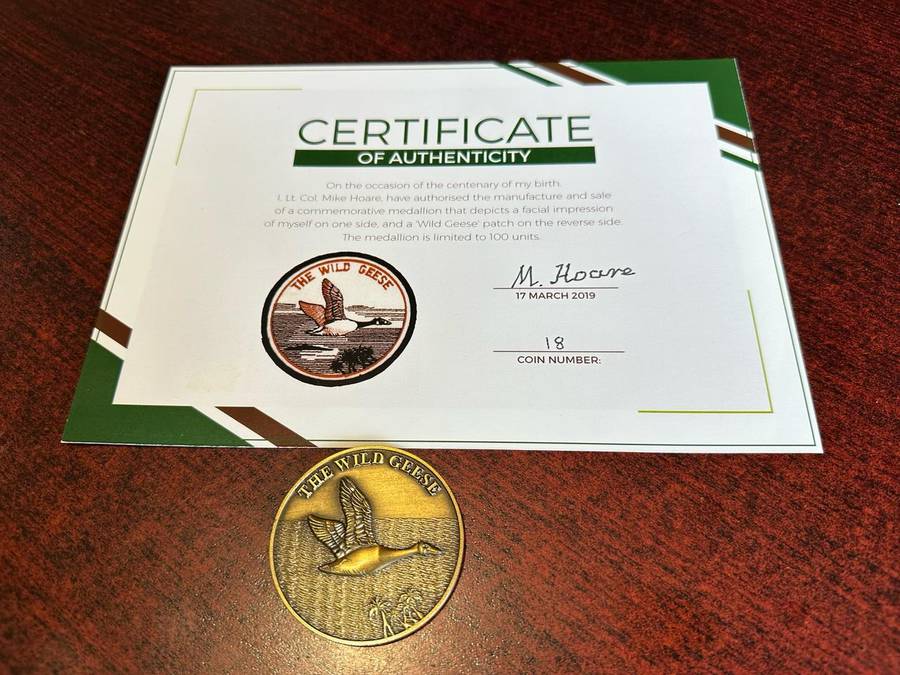 CERTIFICATE
OF AUTHENTICITY
On the occasion of the centenary of my birth.
I, Lt. Col. Mike Hoare, have authorised the manufacture and sale
of a commemorative medallion that depicts a facial impression
of myself on one side, and a 'Wild Geese' patch on the reverse side.
The medallion is limited to 100 units.
THE WILD GEESE
M. Hoare
17 MARCH 2019
18
COIN NUMBER:
THE WILD GEESE